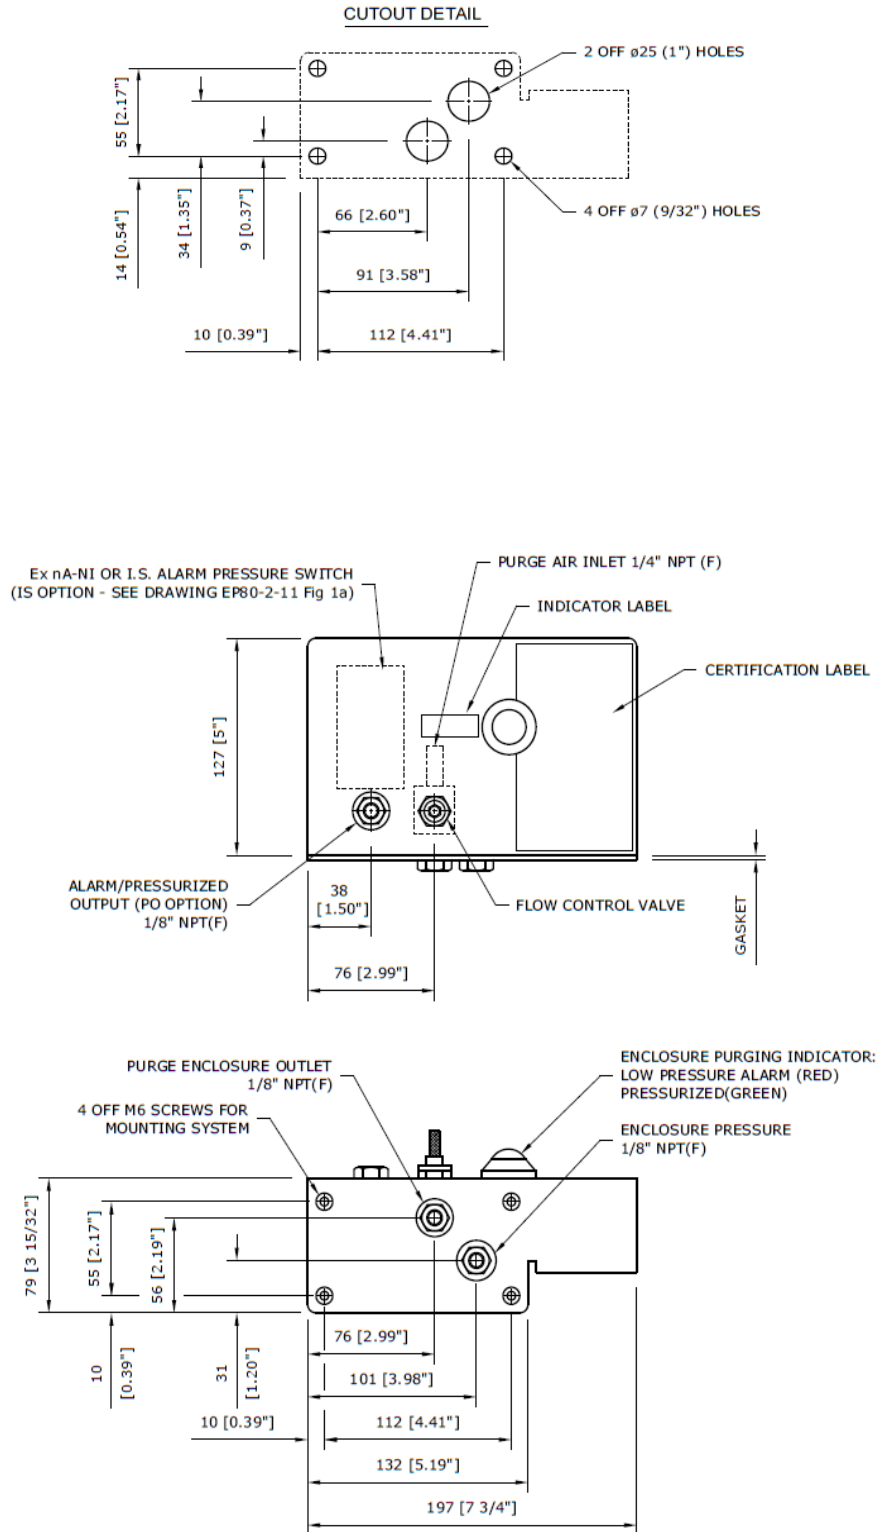 CUTOUT DETAIL
2 OFF ø25 (1") HOLES
55 [2.17"]
34 [1.35"]
9 [0.37"]
14 [0.54"]
66 [2.60"]
4 OFF ø7 (9/32") HOLES
91 [3.58"]
10 [0.39"]
112 [4.41"]
PURGE AIR INLET 1/4" NPT (F)
Ex nA-NI OR I.S. ALARM PRESSURE SWITCH
(IS OPTION - SEE DRAWING EP80-2-11 Fig 1a)
INDICATOR LABEL
CERTIFICATION LABEL
127 [5"]
ALARM/PRESSURIZED
OUTPUT (PO OPTION)
1/8" NPT(F)
38
[1.50"]
FLOW CONTROL VALVE
GASKET
76 [2.99"]
PURGE ENCLOSURE OUTLET
1/8" NPT(F)
ENCLOSURE PURGING INDICATOR:
LOW PRESSURE ALARM (RED)
PRESSURIZED(GREEN)
4 OFF M6 SCREWS FOR
MOUNTING SYSTEM
ENCLOSURE PRESSURE
1/8" NPT(F)
79 [3 15/32"]
55 [2.17"]
56 [2.19"]
76 [2.99"]
10
[0.39"]
31
[1.20"]
101 [3.98"]
10 [0.39"]
112 [4.41"]
132 [5.19"]
197 [7 3/4"]